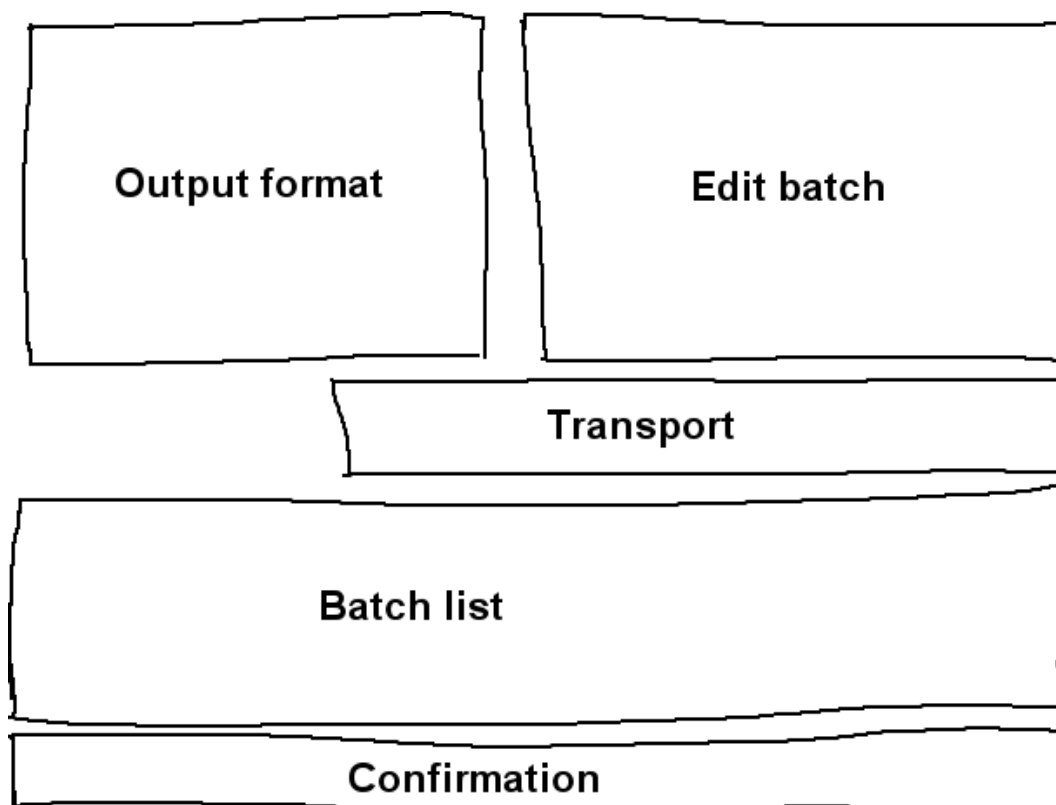 Output format
Edit batch
Transport
Batch list
Confirmation